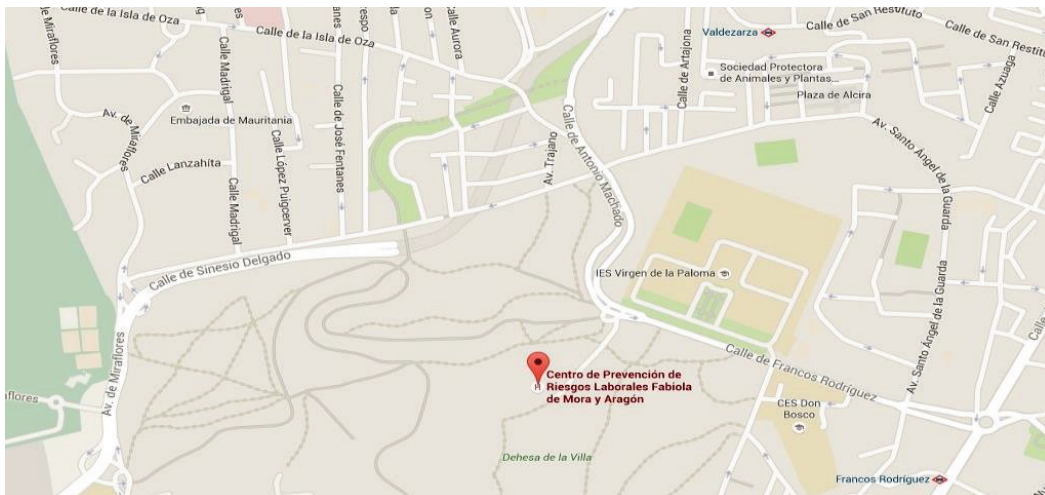 Calle de la Isla de Oza
Calle de la Isla de Oza
Calle Aurora
Valdezarza
Calle de San Restituto
Calle de San Restitu
Calle de Artajona
Sociedad Protectora
de Animales y Plantas...
Plaza de Alcira
Calle Azuaga
de Miraflores
Calle Madrigal
Embajada de Mauritania
Calle de José Fentanes
Av. de Miraflores
Calle Lanzahíta
Calle López Puigcerver
Calle Madrigal
Av. Trajano
Calle de Antonio Machado
Av. Santo Ángel de la Guarda
Calle de Sinesio Delgado
IES Virgen de la Paloma
Av. Santo Ángel de la Guarda
Av. de Miraflores
Calle de Francos Rodríguez
Centro de Prevención de
Riesgos Laborales Fabiola
de Mora y Aragón
CES Don
Bosco
Dehesa de la Villa
Francos Rodríguez